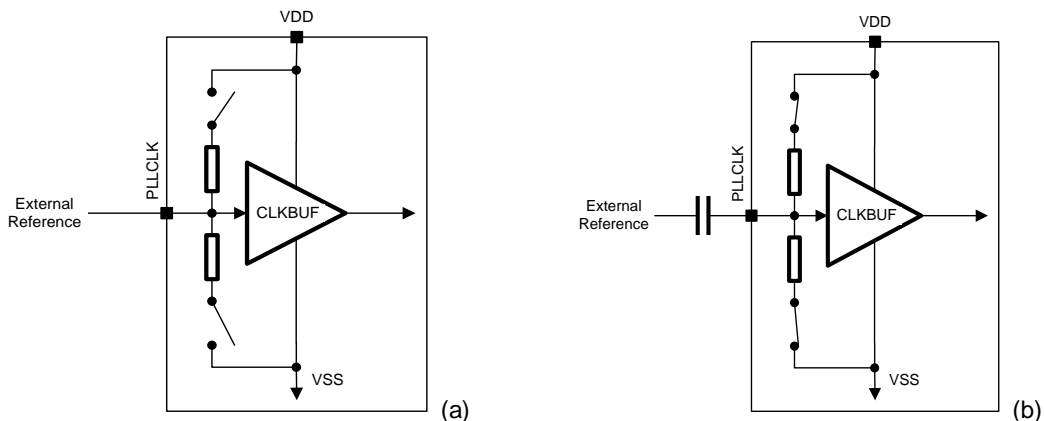 VDD
PLLCLK
External
Reference
CLKBUF
VSS
(a)
VDD
PLLCLK
External
Reference
CLKBUF
VSS
(b)